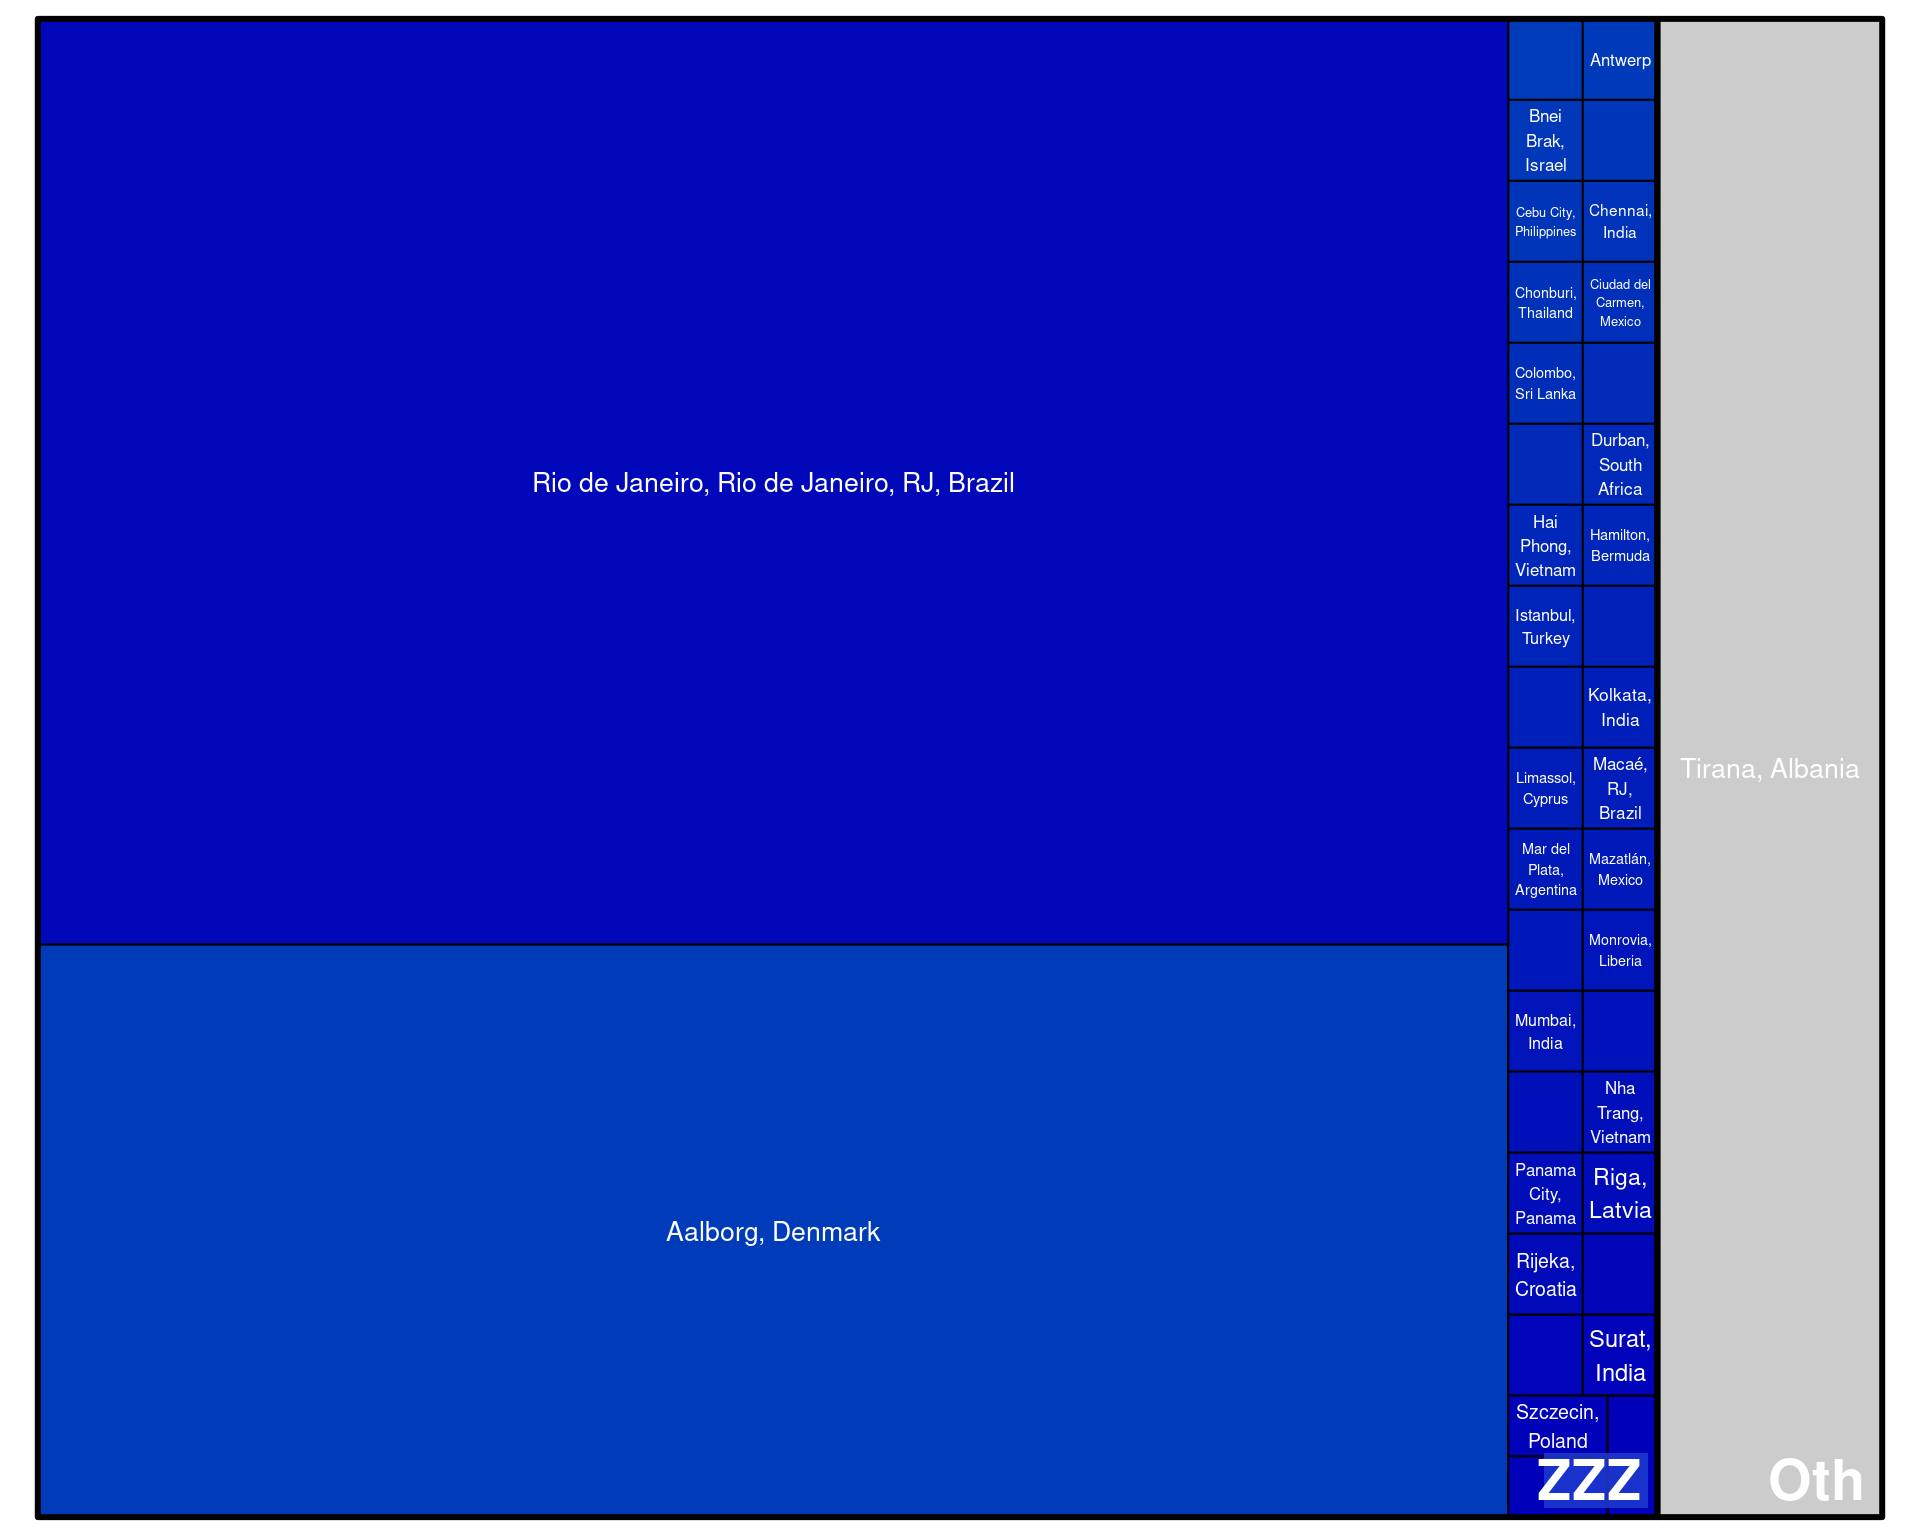 Rio de Janeiro, Rio de Janeiro, RJ, Brazil
Aalborg, Denmark
Antwerp
Bnei
Brak,
Israel
Cebu City,
Philippines
Chennai,
India
Chonburi,
Thailand
Ciudad del
Carmen,
Mexico
Colombo,
Sri Lanka
Durban,
South
Africa
Hai
Phong,
Vietnam
Hamilton,
Bermuda
Istanbul,
Turkey
Kolkata,
India
Limassol,
Cyprus
Macaé,
RJ,
Brazil
Mar del
Plata,
Argentina
Mazatlán,
Mexico
Monrovia,
Liberia
Mumbai,
India
Nha
Trang,
Vietnam
Panama
City,
Panama
Riga,
Latvia
Rijeka,
Croatia
Surat,
India
Szczecin,
Poland
ZZZ
Tirana, Albania
Oth